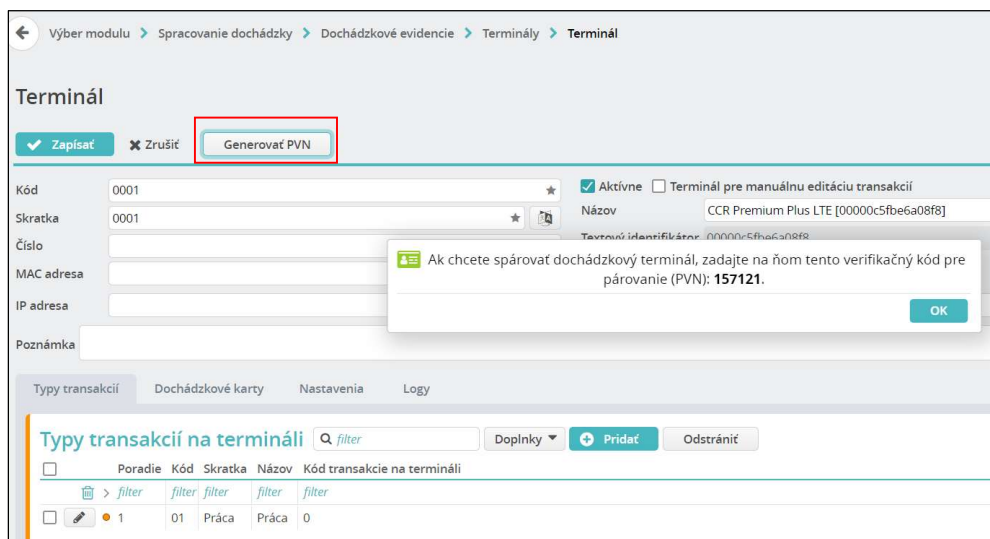 Výber modulu > Spracovanie dochádzky > Dochádzkové evidencie > Terminály > Terminál
Terminál
Zapísať Zrušiť Generovať PVN
Kód 0001
Aktívne Terminál pre manuálnu editáciu transakcií
Skratka 0001
Názov CCR Premium Plus LTE [00000c5fbe6a08f8]
Číslo
Textový identifikátor 00000c5fbe6a08f8
MAC adresa
Ak chcete spárovať dochádzkový terminál, zadajte na ňom tento verifikačný kód pre
párovanie (PVN): 157121.
IP adresa
OK
Poznámka
Typy transakcií Dochádzkové karty Nastavenia Logy
Typy transakcií na termináli filter Doplnky Pridať Odstrániť
Poradie Kód Skratka Názov Kód transakcie na termináli
> filter filter filter filter filter
1 01 Práca Práca 0